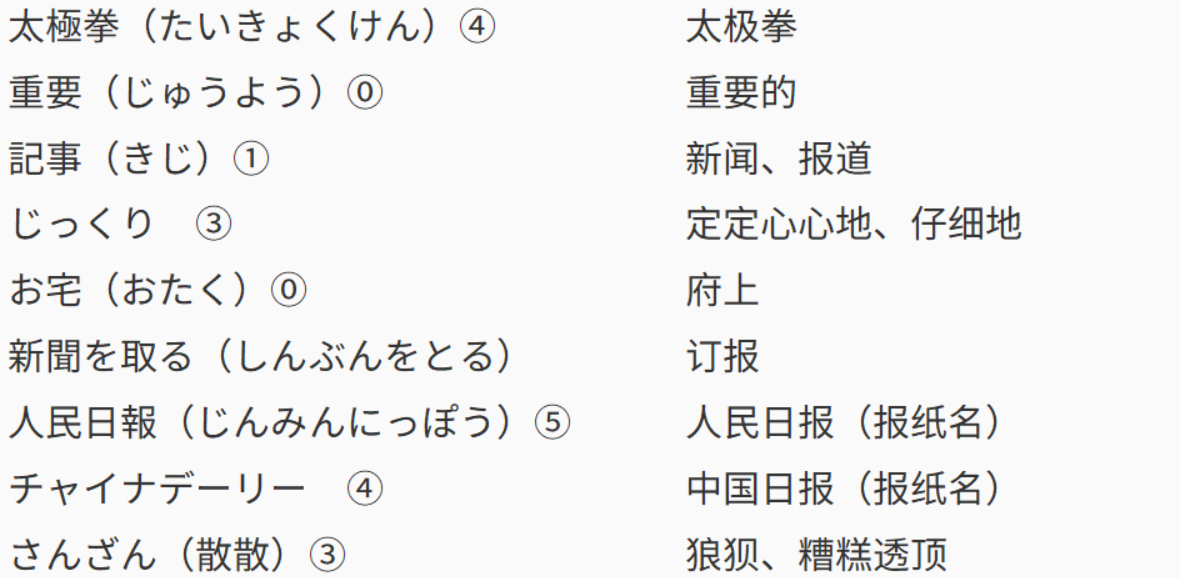 太極拳（たいきょくけん）④ 太极拳
重要（じゅうよう）⓪ 重要的
記事（きじ）① 新闻、报道
じっくり　③ 定定心心地、仔细地
お宅（おたく）⓪ 府上
新聞を取る（しんぶんをとる） 订报
人民日報（じんみんにっぽう）⑤ 人民日报（报纸名）
チャイナデーリー　④ 中国日报（报纸名）
さんざん（散散）③ 狼狈、糟糕透顶